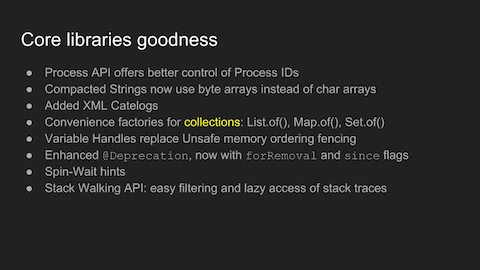 Core libraries goodness
● Process API offers better control of Process IDs
● Compacted Strings now use byte arrays instead of char arrays
● Added XML Catelogs
● Convenience factories for collections: List.of(), Map.of(), Set.of()
● Variable Handles replace Unsafe memory ordering fencing
● Enhanced @Deprecation, now with forRemoval and since flags
● Spin-Wait hints
● Stack Walking API: easy filtering and lazy access of stack traces